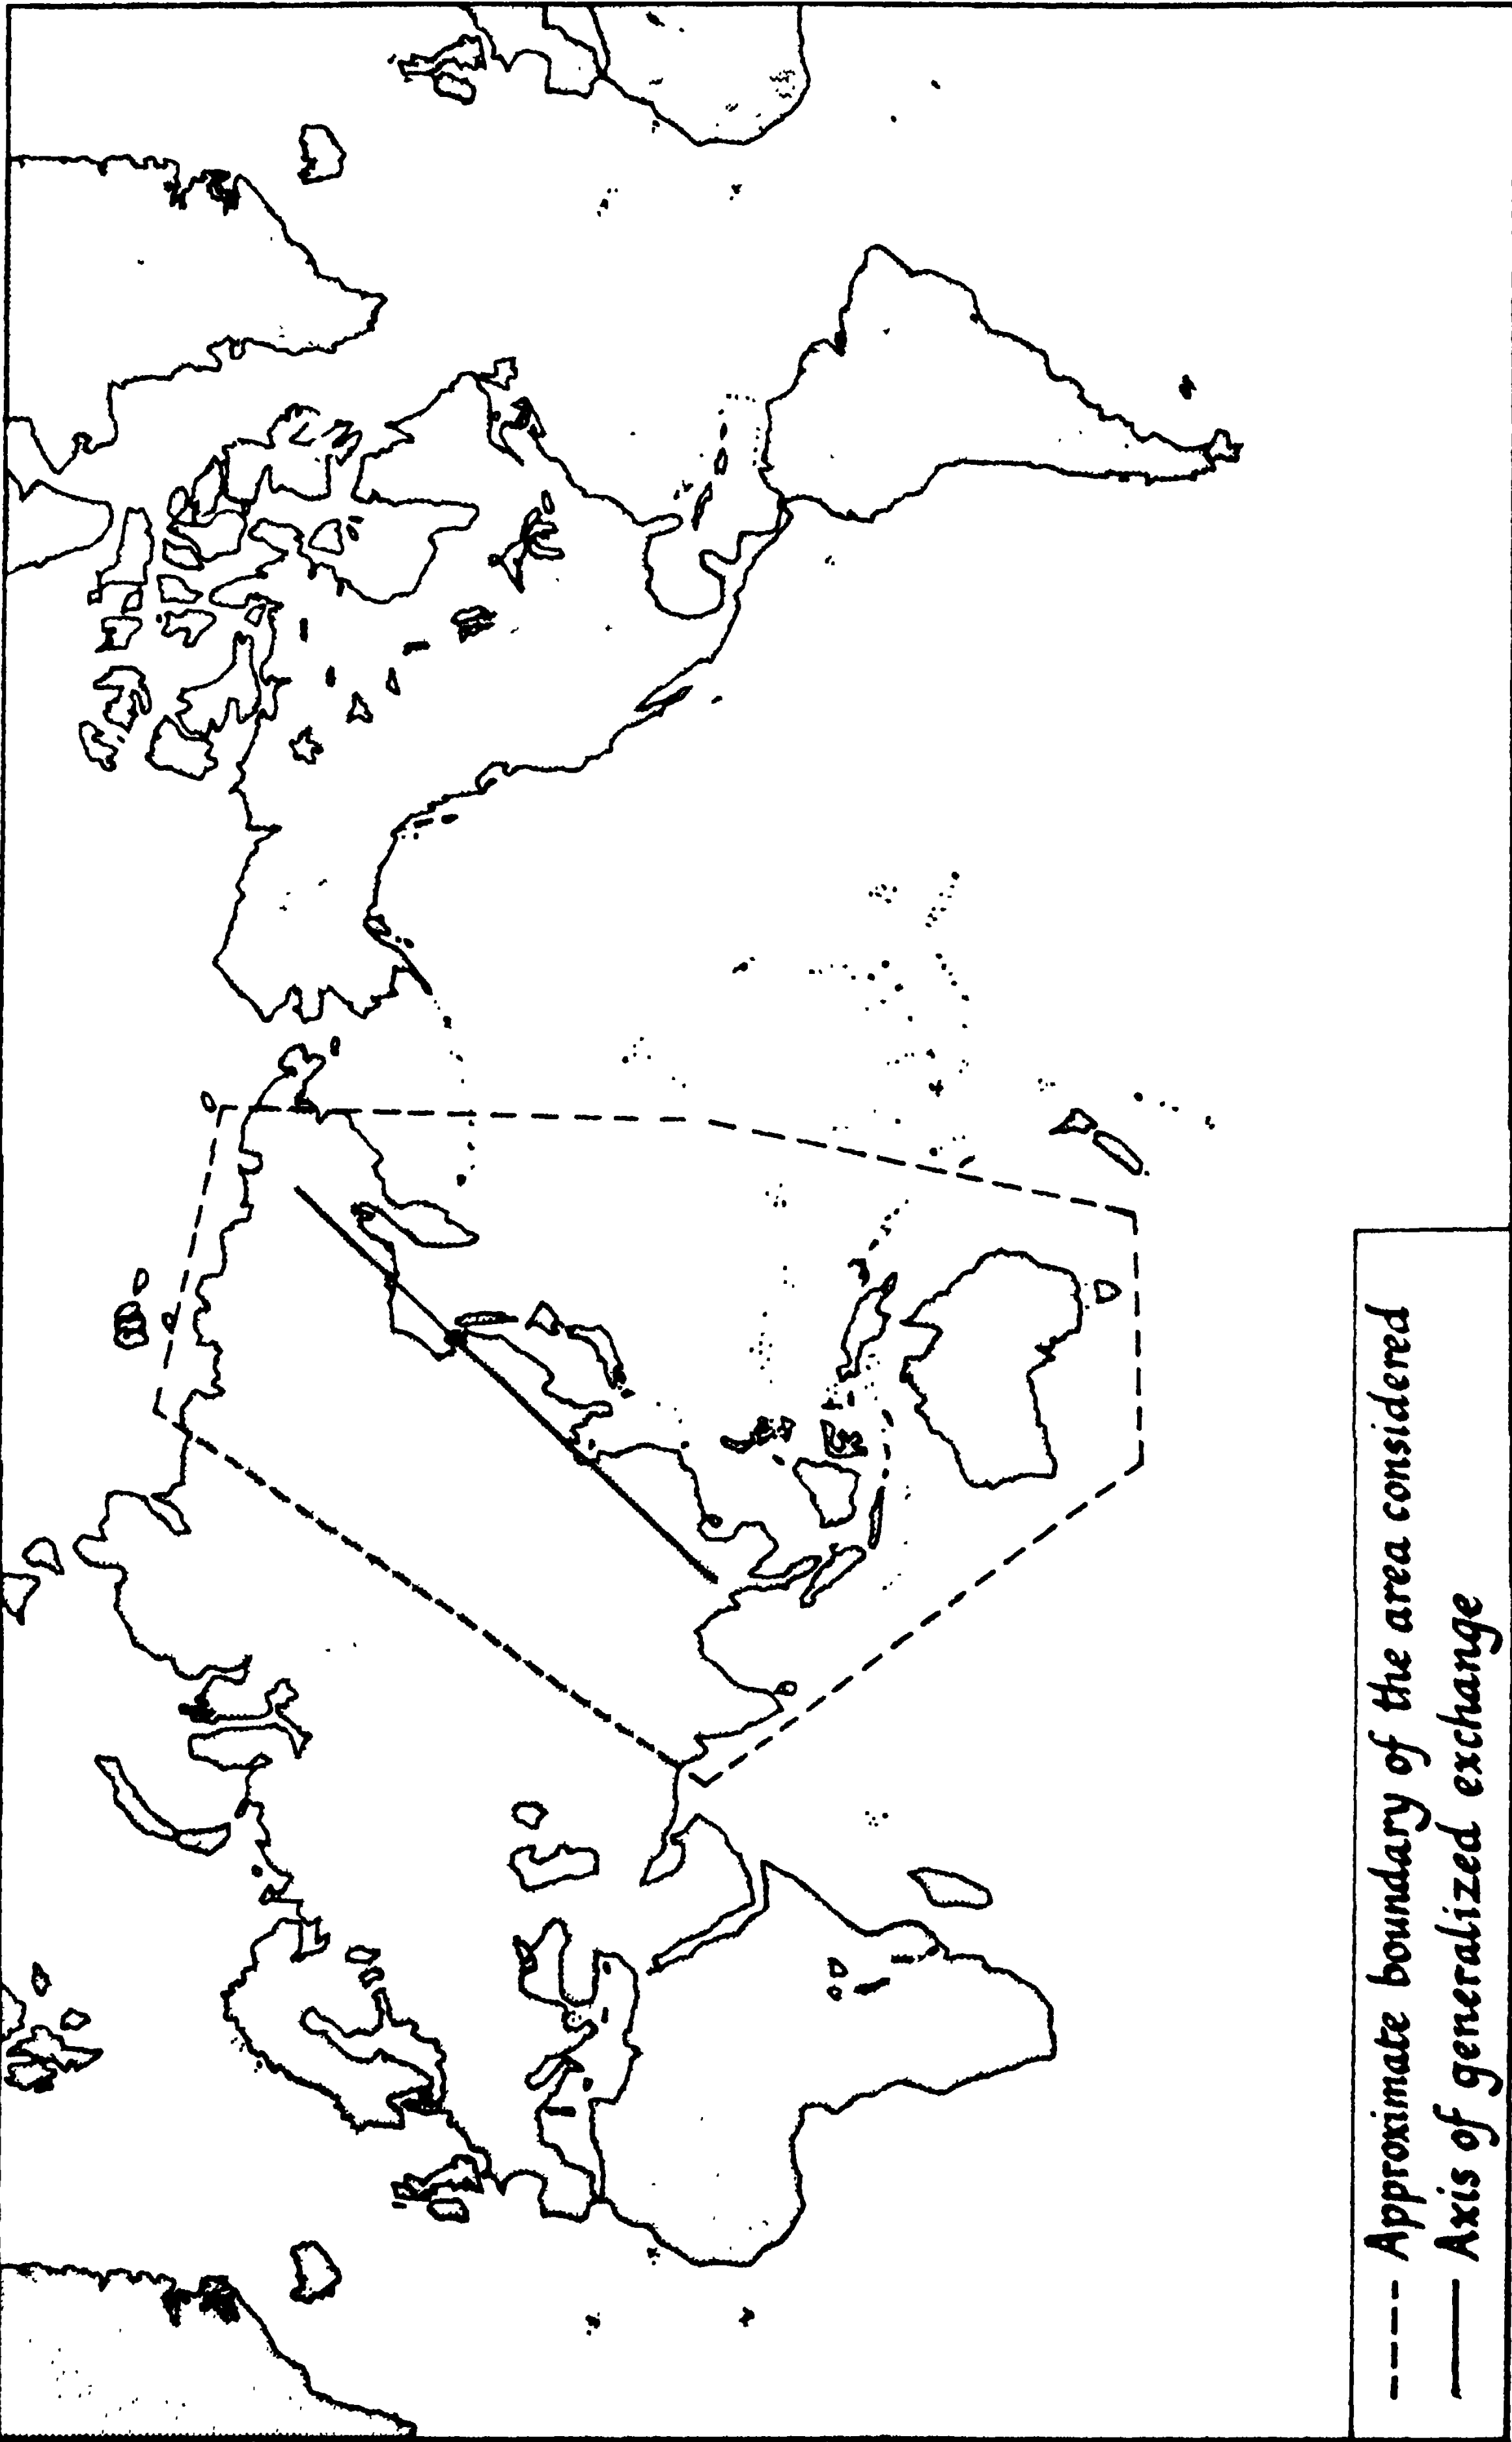 Approximate boundary of the area considered
Axis of generalized exchange